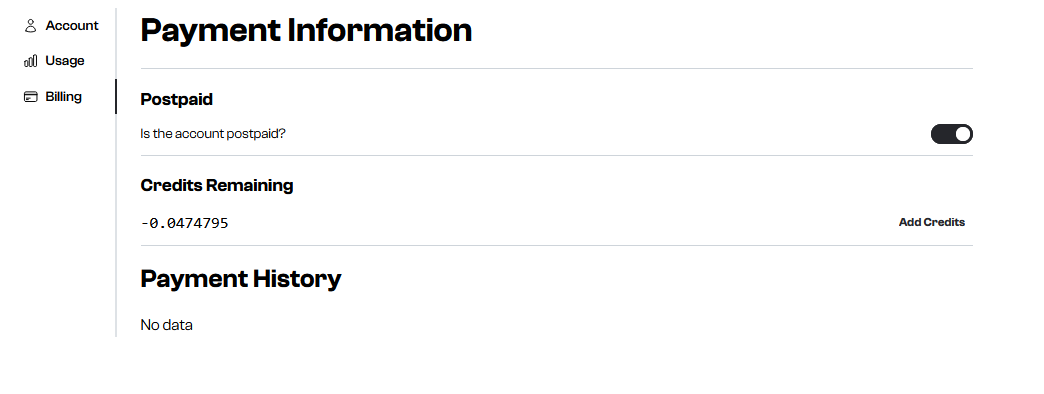 Account
Usage
Billing
Payment Information
Postpaid
Is the account postpaid?
Credits Remaining
-0.0474795
Add Credits
Payment History
No data